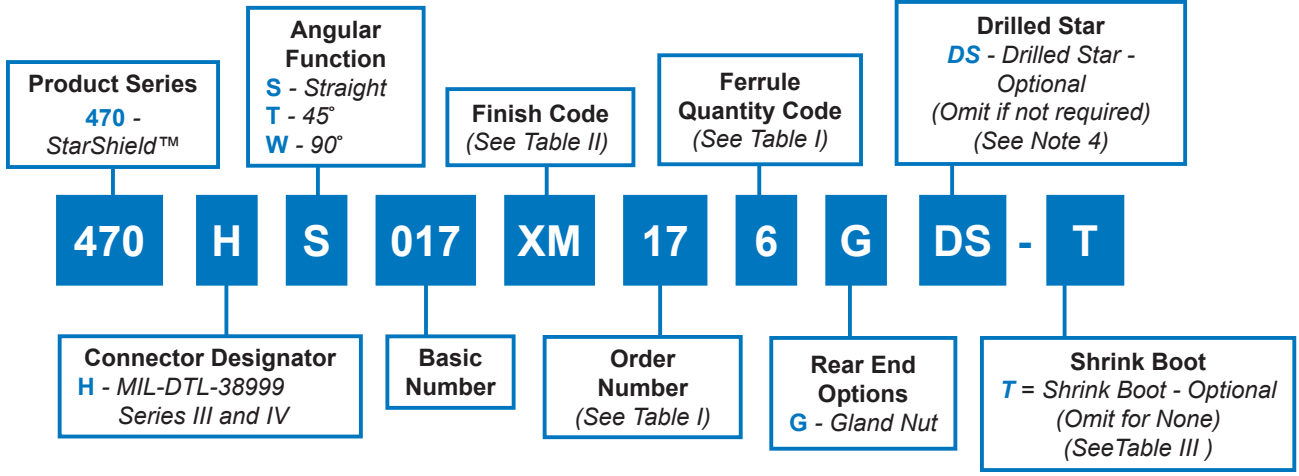 Product Series
470 -
StarShield™
Angular
Function
S - Straight
T - 45˚
W - 90˚
Finish Code
(See Table II)
Ferrule
Quantity Code
(See Table I)
Drilled Star
DS - Drilled Star -
Optional
(Omit if not required)
(See Note 4)
470 H S 017 XM 17 6 G DS - T
Connector Designator
H - MIL-DTL-38999
Series III and IV
Basic
Number
Order
Number
(See Table I)
Rear End
Options
G - Gland Nut
Shrink Boot
T = Shrink Boot - Optional
(Omit for None)
(SeeTable III )